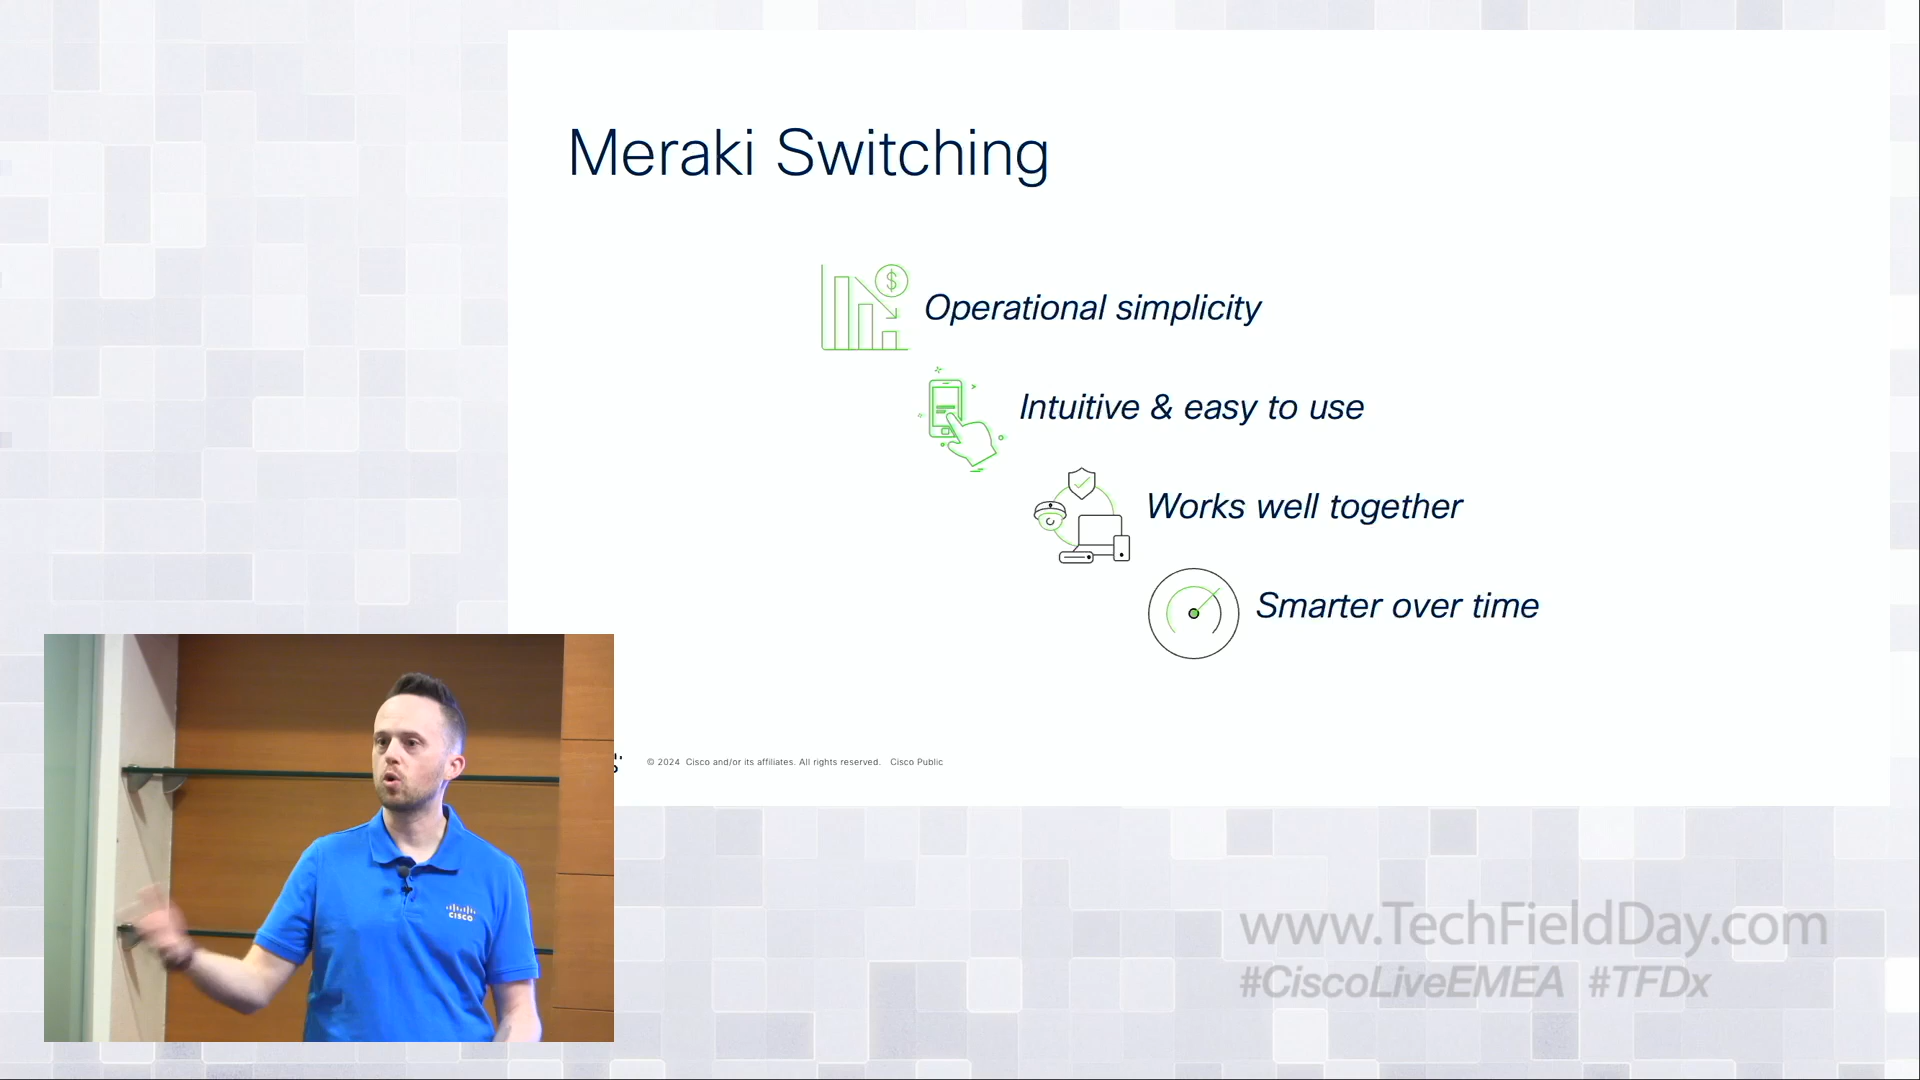 Meraki Switching
$
Operational simplicity
Intuitive & easy to use
Works well together
Smarter over time
© 2024 Cisco and/or its affiliates. All rights reserved. Cisco Public
CISCO
www.TechFieldDay.com
#CiscoLiveEMEA #TFDx